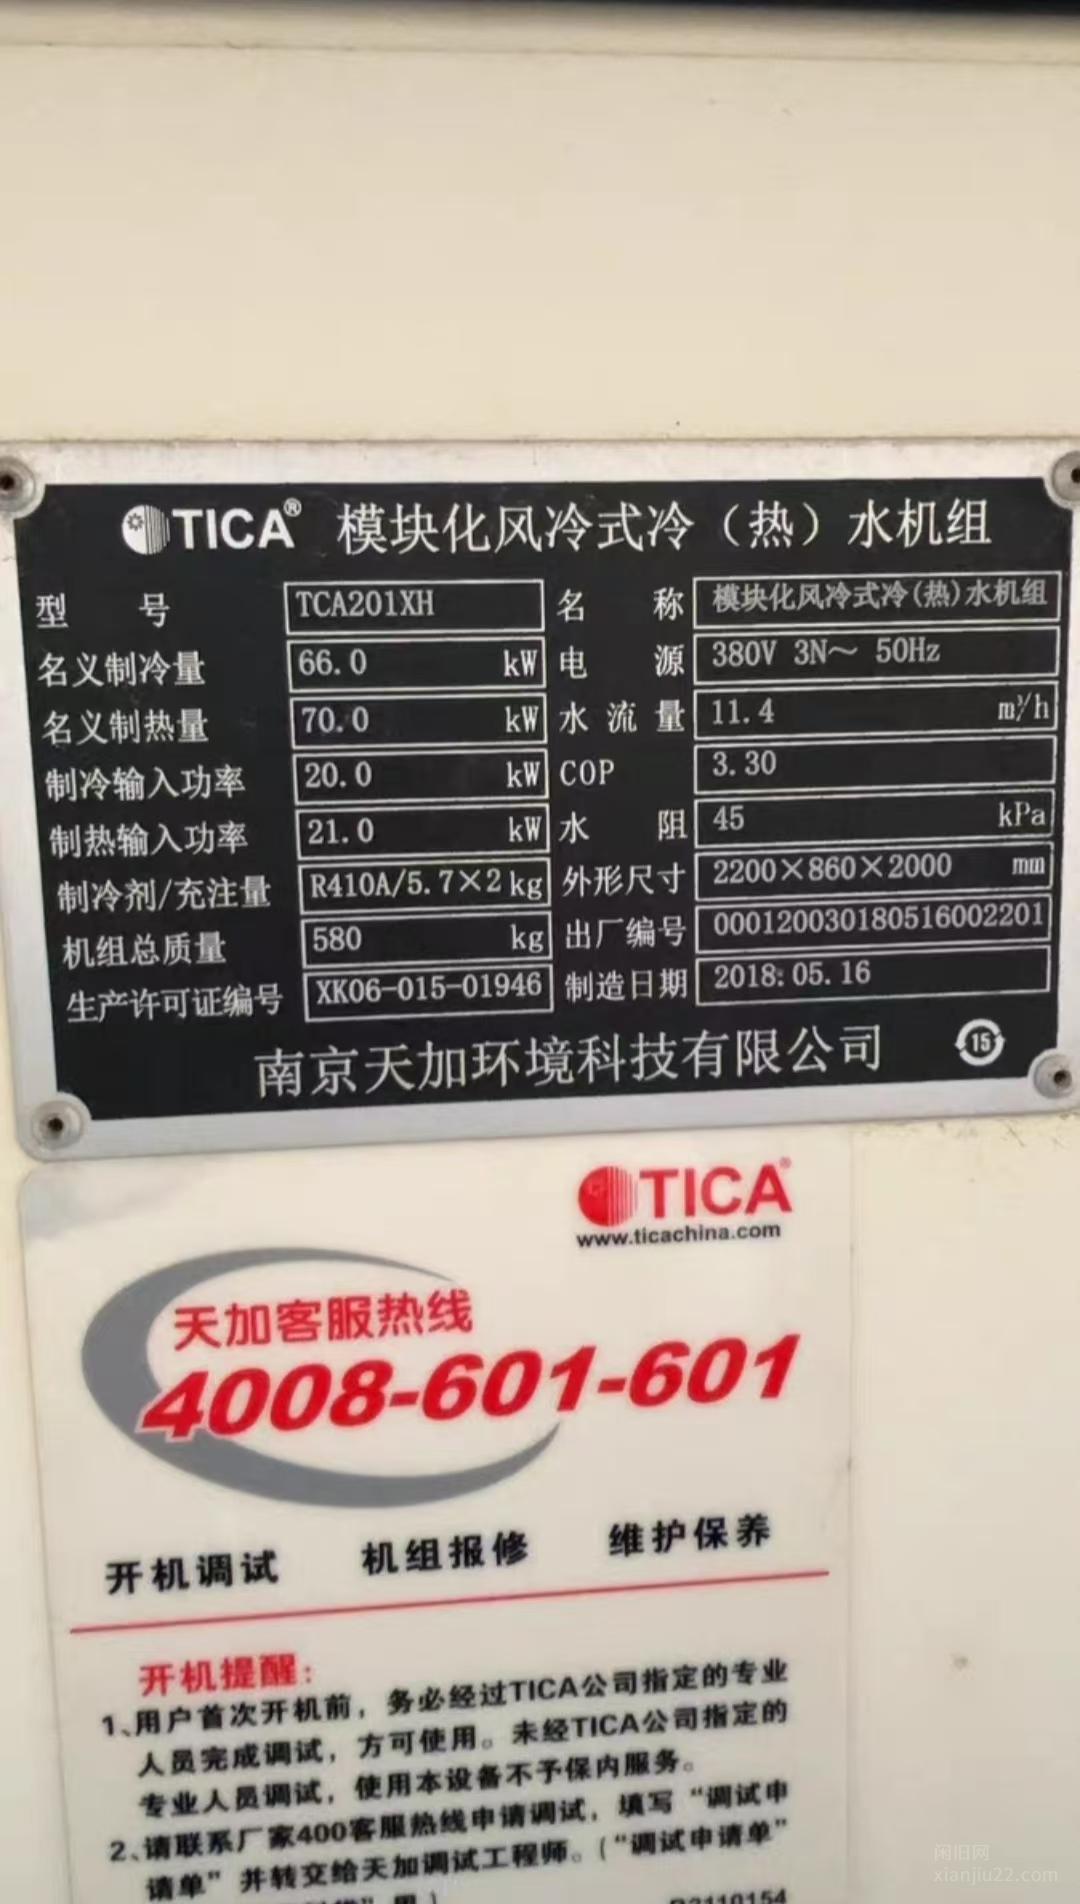 TICA® 模块化风冷式冷（热）水机组
型 号 TCA201XH 名 称 模块化风冷式冷(热)水机组
名义制冷量 66.0 kW 电 源 380V 3N～ 50Hz
名义制热量 70.0 kW 水流量 11.4 m³/h
制冷输入功率 20.0 kW COP 3.30
制热输入功率 21.0 kW 水 阻 45 kPa
制冷剂/充注量 R410A/5.7×2 kg 外形尺寸 2200×860×2000 mm
机组总质量 580 kg 出厂编号 000120030180516002201
生产许可证编号 XK06-015-01946 制造日期 2018.05.16
南京天加环境科技有限公司 15
TICA®
www.ticachina.com
天加客服热线
4008-601-601
开机调试 机组报修 维护保养
开机提醒：
1、用户首次开机前，务必经过TICA公司指定的专业
人员完成调试，方可使用。未经TICA公司指定的
专业人员调试，使用本设备不予保内服务。
2、请联系厂家400客服热线申请调试，填写“调试申
请单”并转交给天加调试工程师。(“调试申请单”
闲旧网
xianjiu22.com